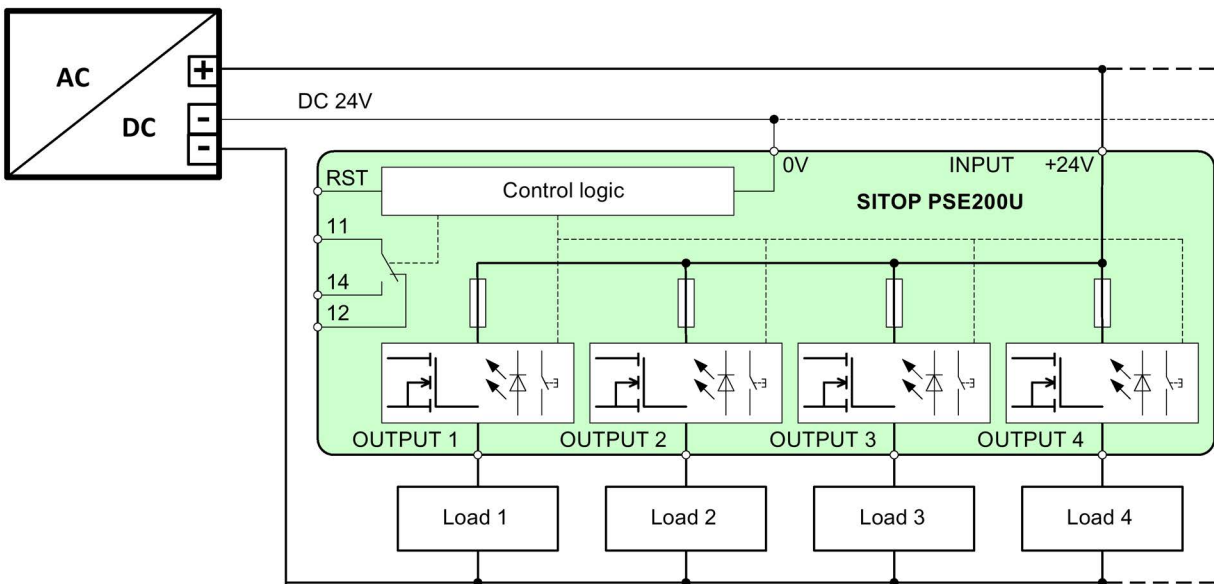 AC
DC
+
-
-
DC 24V
0V
INPUT
+24V
RST
Control logic
SITOP PSE200U
11
14
12
OUTPUT 1
OUTPUT 2
OUTPUT 3
OUTPUT 4
Load 1
Load 2
Load 3
Load 4